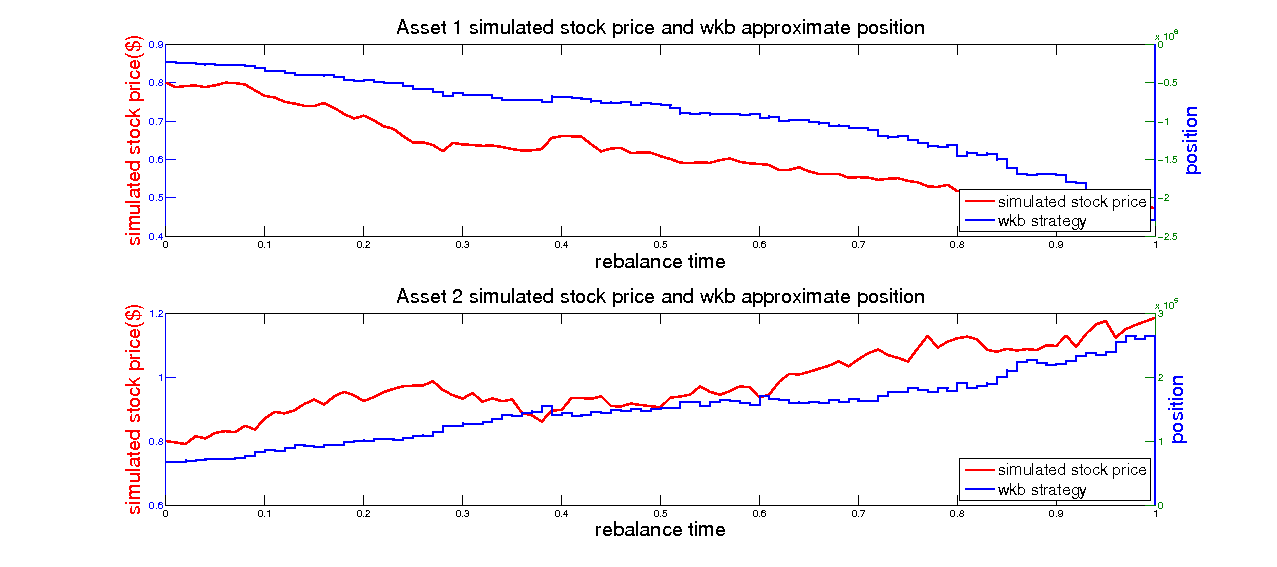 Asset 1 simulated stock price and wkb approximate position
x 10
simulated stock price($)
0.9
0.8
0.7
0.6
0.5
0.4
0
-0.5
-1
-1.5
-2
-2.5
position
simulated stock price
wkb strategy
0 0.1 0.2 0.3 0.4 0.5 0.6 0.7 0.8 0.9 1
rebalance time
Asset 2 simulated stock price and wkb approximate position
x 10
simulated stock price($)
1.2
1
0.8
0.6
3
2
1
0
position
simulated stock price
wkb strategy
0 0.1 0.2 0.3 0.4 0.5 0.6 0.7 0.8 0.9 1
rebalance time